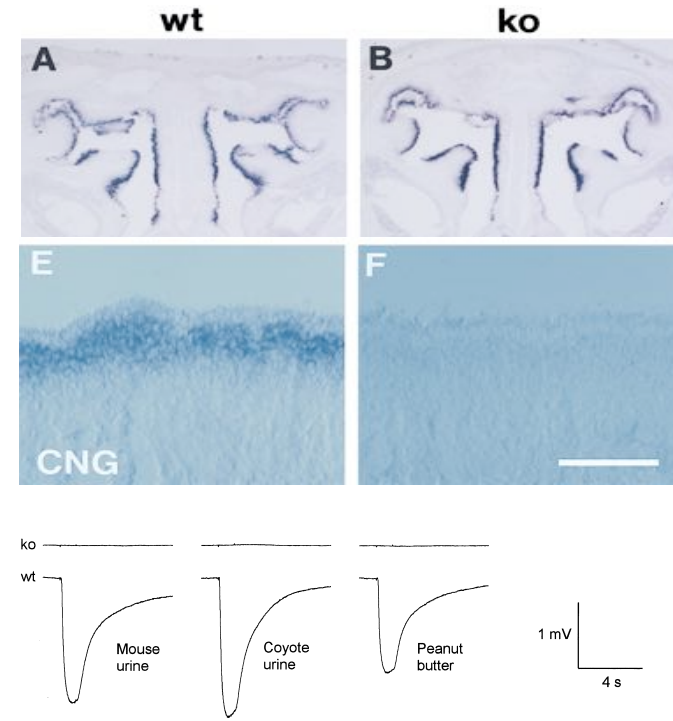 wt ko
A B
E F
CNG
ko
wt
Mouse
urine
Coyote
urine
Peanut
butter
1 mV
4 s